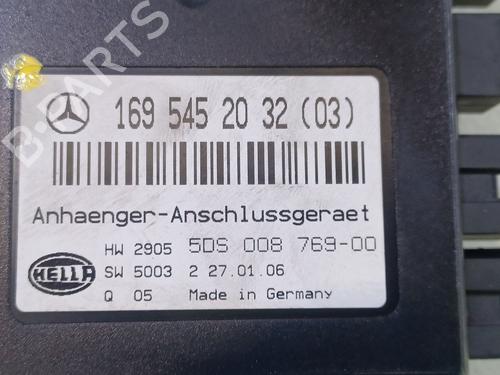 B-PARTS
169 545 20 32 (03)
Anhaenger-Anschlussgeraet
HW 2905 5DS 008 769-00
HELLA SW 5003 2 27.01.06
Q 05 Made in Germany